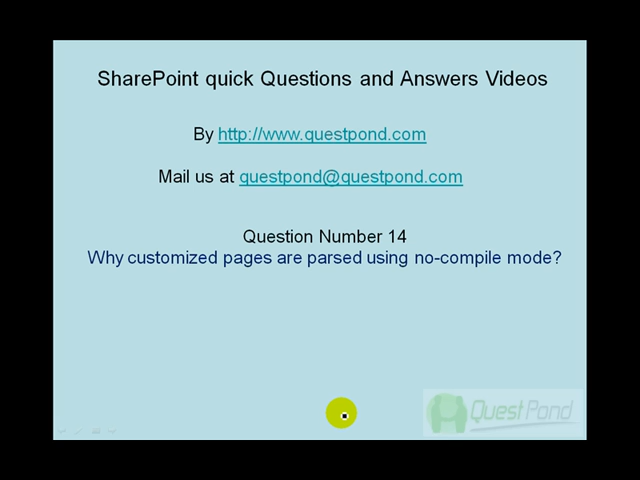 SharePoint quick Questions and Answers Videos
By http://www.questpond.com
Mail us at questpond@questpond.com
Question Number 14
Why customized pages are parsed using no-compile mode?
QuestPond